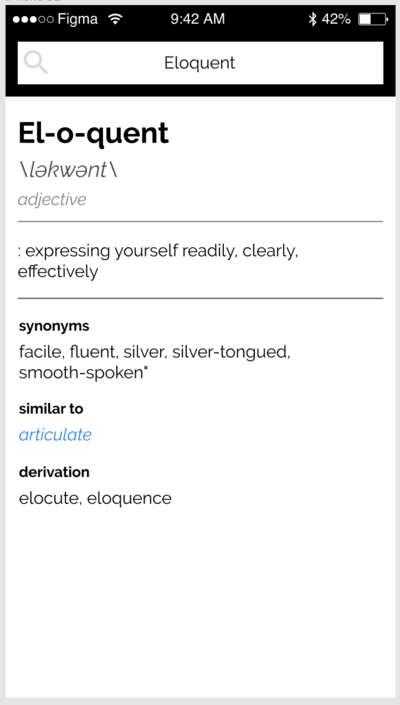 Figma 9:42 AM 42%
Eloquent
El-o-quent
\ləkwənt\
adjective
: expressing yourself readily, clearly,
effectively
synonyms
facile, fluent, silver, silver-tongued,
smooth-spoken"
similar to
articulate
derivation
elocute, eloquence